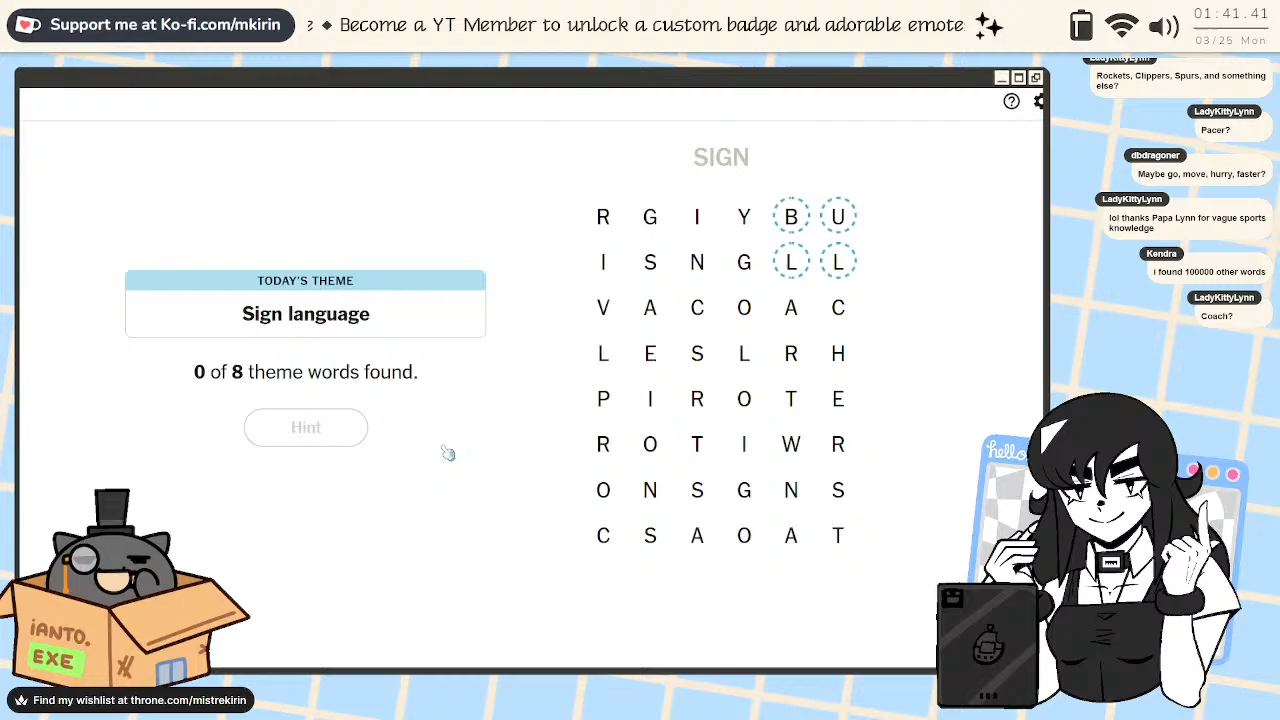 Support me at Ko-fi.com/mkirin
Become a YT Member to unlock a custom badge and adorable emote
01:41.41
03/25 Mon
LadyKittyLynn
Rockets, Clippers, Spurs, and something
else?
LadyKittyLynn
Pacer?
dbdragoner
Maybe go, move, hurry, faster?
LadyKittyLynn
lol thanks Papa Lynn for vague sports
knowledge
Kendra
i found 100000 other words
LadyKittyLynn
Coach?
SIGN
R G I Y B U
I S N G L L
V A C O A C
L E S L R H
P I R O T E
R O T I W R
O N S G N S
C S A O A T
TODAY'S THEME
Sign language
0 of 8 theme words found.
Hint
hello
iANTO.
EXE
Find my wishlist at throne.com/mistrekirin